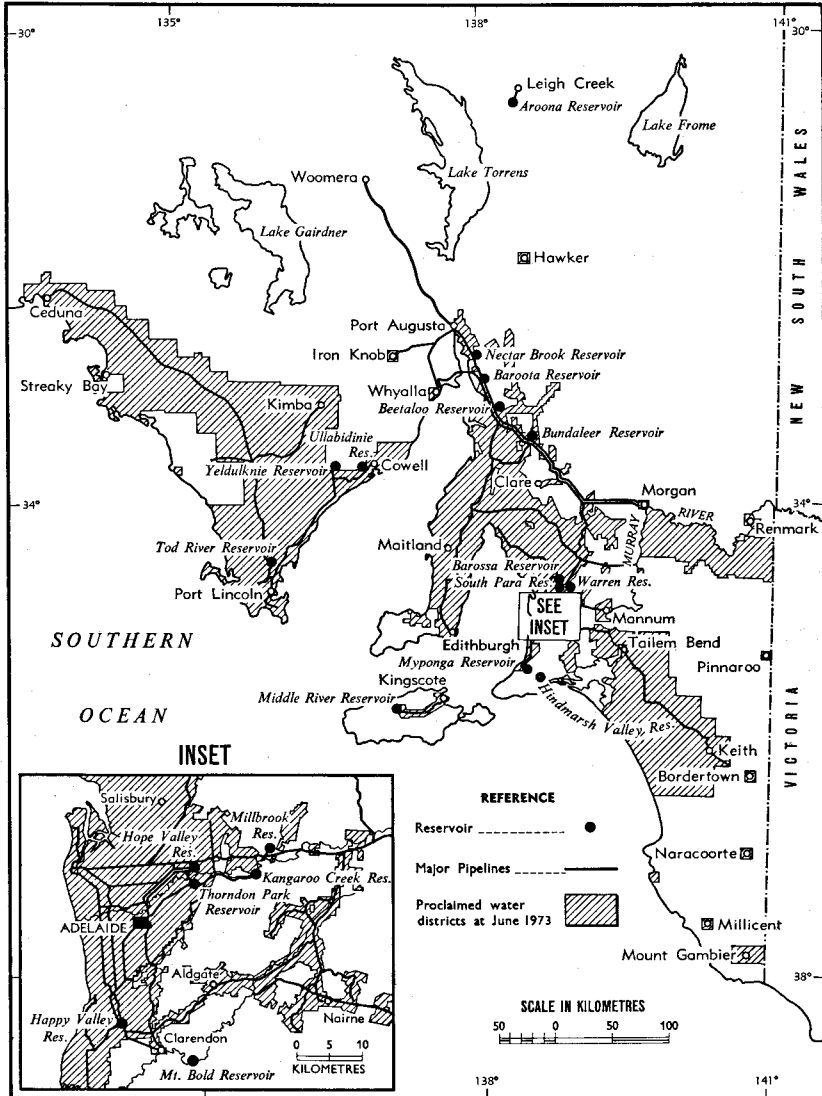 135°
138°
141°
30°
30°
Leigh Creek
Aroona Reservoir
Lake Frome
Lake Torrens
Woomera
Lake Gairdner
Hawker
NEW SOUTH WALES
Ceduna
Port Augusta
Iron Knob
Nectar Brook Reservoir
Streaky Bay
Baroota Reservoir
Whyalla
Kimba
Beetaloo Reservoir
Ullabidinie
Res.
Bundaleer Reservoir
Yeldulknie Reservoir
Cowell
Clare
Morgan
34°
34°
RIVER
MURRAY
Renmark
Tod River Reservoir
Maitland
Barossa Reservoir
South Para Res.
Warren Res.
Port Lincoln
SEE
INSET
Mannum
SOUTHERN
Edithburgh
Tailem Bend
Myponga Reservoir
Pinnaroo
Kingscote
Middle River Reservoir
Hindmarsh Valley, Res.
OCEAN
VICTORIA
Keith
Bordertown
INSET
Salisbury
Millbrook
Res.
Hope Valley
Res.
Kangaroo Creek Res.
Thorndon Park
Reservoir
ADELAIDE
Aldgate
Happy Valley
Res.
Nairne
Clarendon
0 5 10
KILOMETRES
Mt. Bold Reservoir
REFERENCE
Reservoir
Major Pipelines
Proclaimed water
districts at June 1973
Naracoorte
Millicent
Mount Gambier
38°
SCALE IN KILOMETRES
50 0 50 100
138°
141°